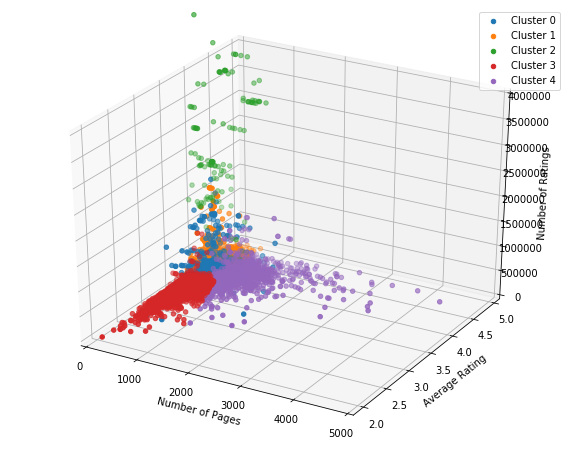 Cluster 0
Cluster 1
Cluster 2
Cluster 3
Cluster 4
4000000
3500000
3000000
2500000
2000000
1500000
1000000
500000
0
Number of Ratings
5.0
4.5
4.0
3.5
3.0
2.5
2.0
Average Rating
0
1000
2000
3000
4000
5000
Number of Pages